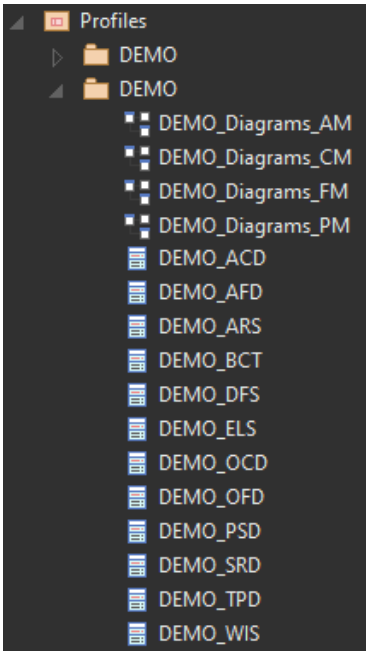 Profiles
DEMO
DEMO
DEMO_Diagrams_AM
DEMO_Diagrams_CM
DEMO_Diagrams_FM
DEMO_Diagrams_PM
DEMO_ACD
DEMO_AFD
DEMO_ARS
DEMO_BCT
DEMO_DFS
DEMO_ELS
DEMO_OCD
DEMO_OFD
DEMO_PSD
DEMO_SRD
DEMO_TPD
DEMO_WIS